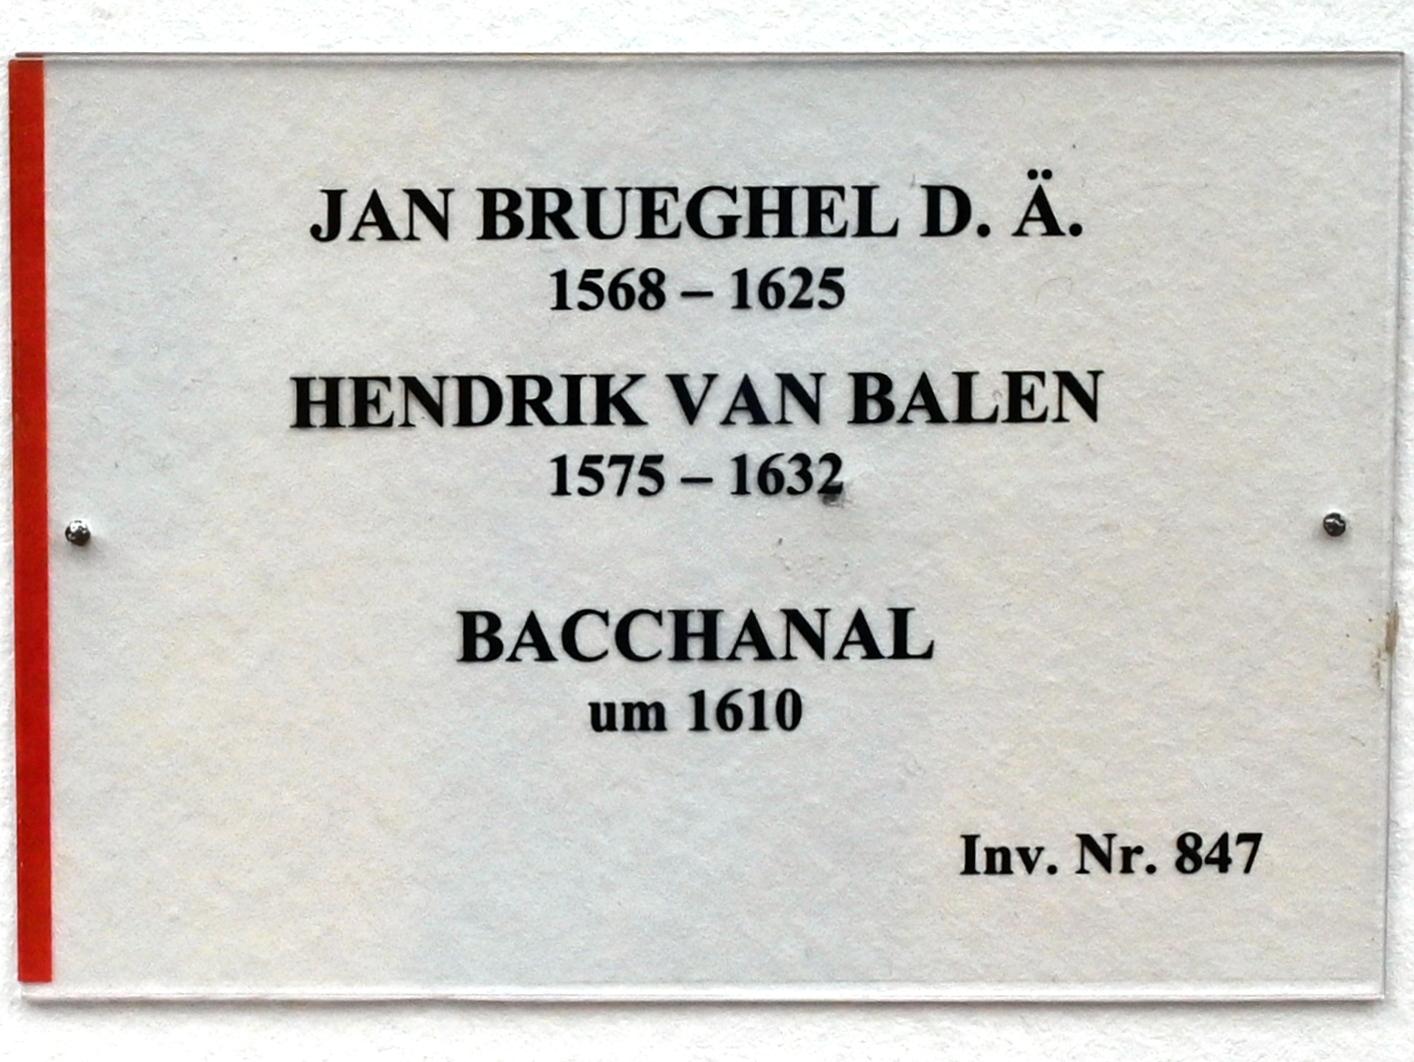 JAN BRUEGHEL D. Ä.
1568 – 1625
HENDRIK VAN BALEN
1575 – 1632
BACCHANAL
um 1610
Inv. Nr. 847